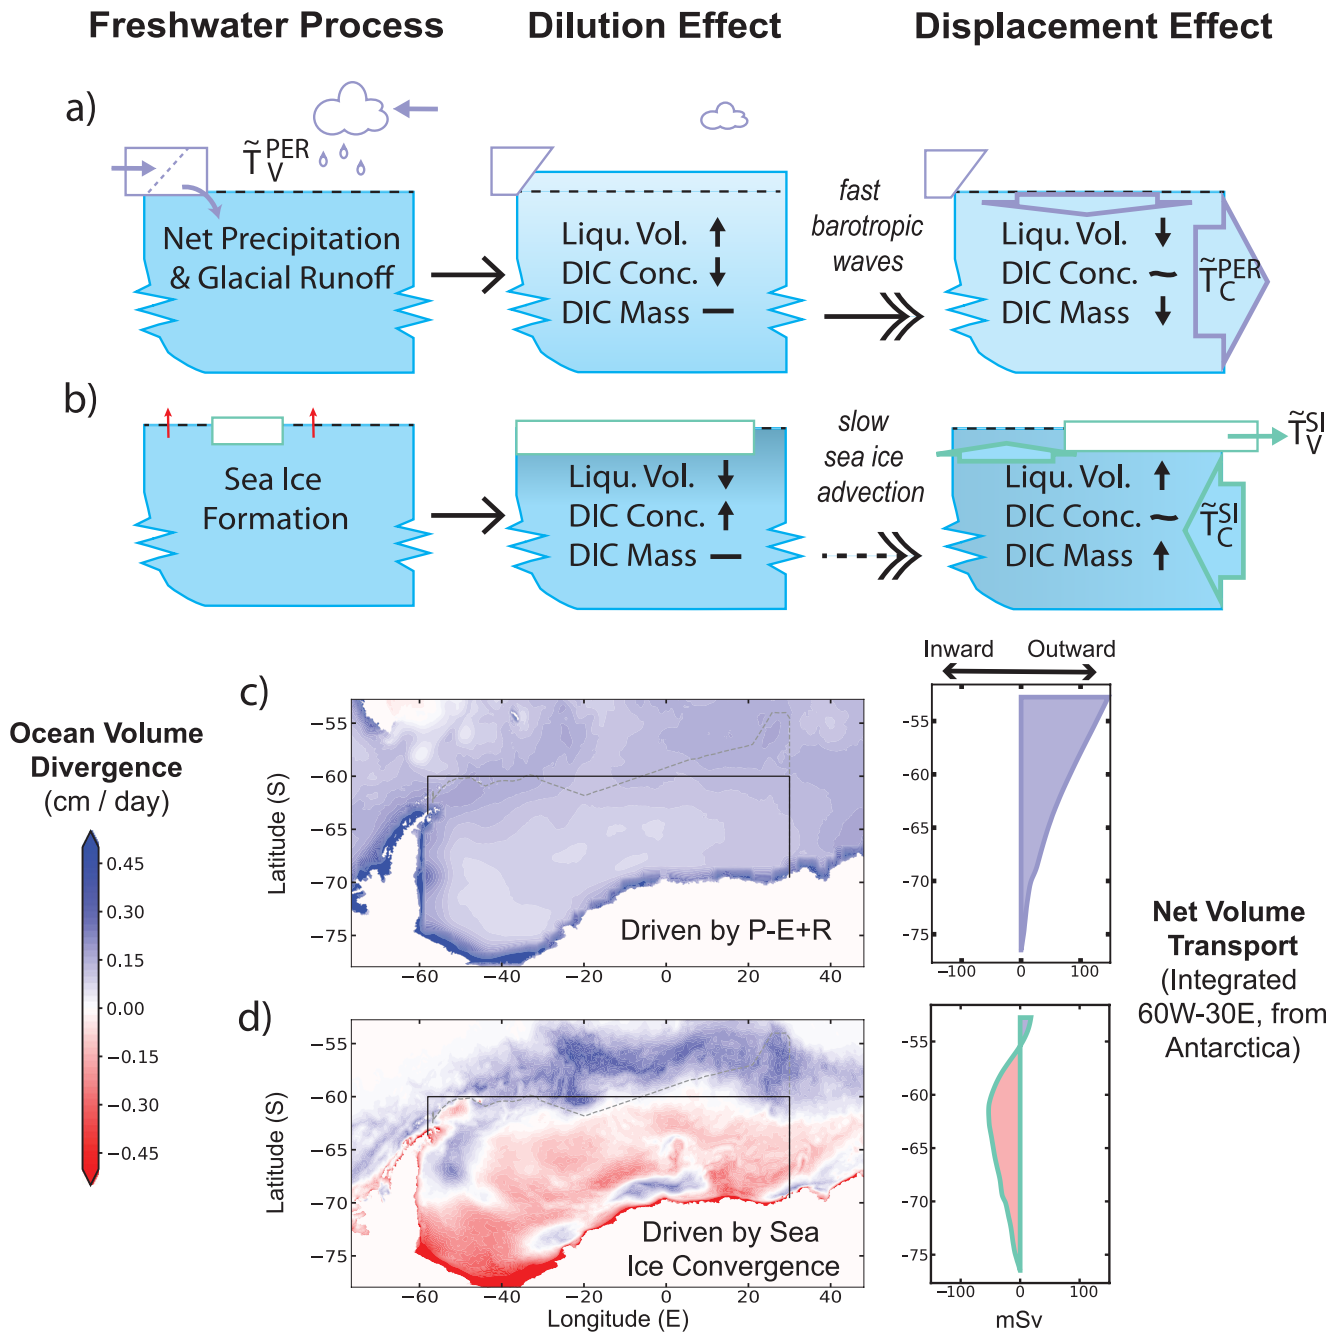 Freshwater Process
Dilution Effect
Displacement Effect
a)
T̃_V^PER
Net Precipitation
& Glacial Runoff
Liqu. Vol.
DIC Conc.
DIC Mass
fast
barotropic
waves
Liqu. Vol.
DIC Conc. ~
DIC Mass
T̃_C^PER
b)
Sea Ice
Formation
Liqu. Vol.
DIC Conc.
DIC Mass
slow
sea ice
advection
Liqu. Vol.
DIC Conc. ~
DIC Mass
T̃_V^SI
T̃_C^SI
Inward Outward
c)
Ocean Volume
Divergence
(cm / day)
0.45
0.30
0.15
0.00
−0.15
−0.30
−0.45
Latitude (S)
−55
−60
−65
−70
−75
Driven by P-E+R
−60 −40 −20 0 20 40
-55
-60
-65
-70
-75
-100 0 100
Net Volume
Transport
(Integrated
60W-30E, from
Antarctica)
d)
Latitude (S)
−55
−60
−65
−70
−75
Driven by Sea
Ice Convergence
−60 −40 −20 0 20 40
Longitude (E)
-55
-60
-65
-70
-75
-100 0 100
mSv